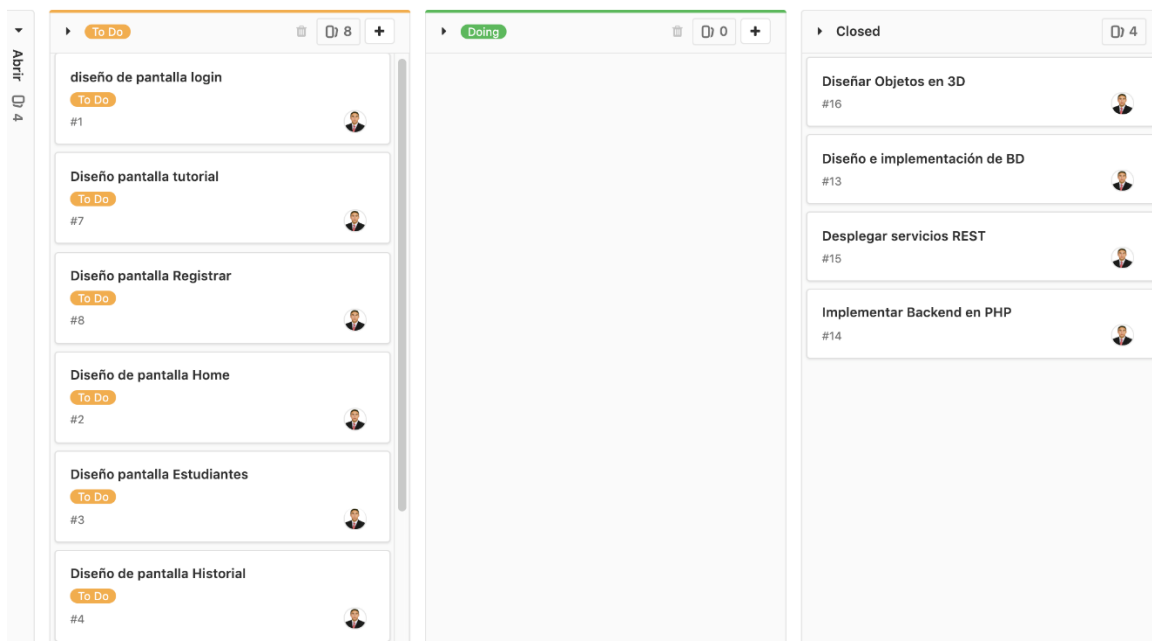 Abrir 4
To Do 8
diseño de pantalla login
To Do
#1
Diseño pantalla tutorial
To Do
#7
Diseño pantalla Registrar
To Do
#8
Diseño de pantalla Home
To Do
#2
Diseño pantalla Estudiantes
To Do
#3
Diseño de pantalla Historial
To Do
#4
Doing 0
Closed 4
Diseñar Objetos en 3D
#16
Diseño e implementación de BD
#13
Desplegar servicios REST
#15
Implementar Backend en PHP
#14